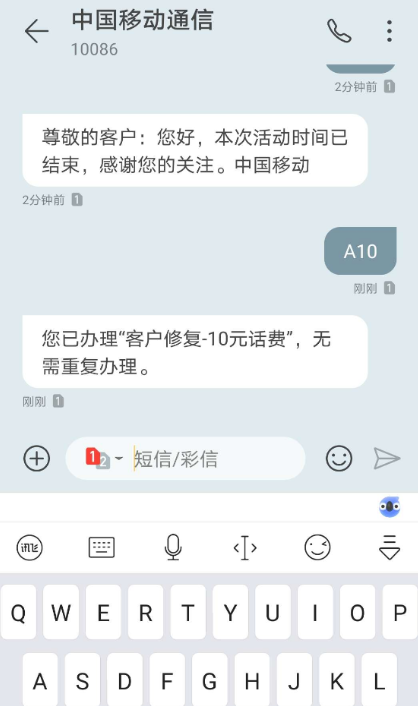 中国移动通信
10086
2分钟前 1
尊敬的客户：您好，本次活动时间已
结束，感谢您的关注。中国移动
2分钟前 1
A10
刚刚 1
您已办理“客户修复-10元话费”，无
需重复办理。
刚刚 1
1 2 短信/彩信
讯飞
Q W E R T Y U I O P
A S D F G H J K L